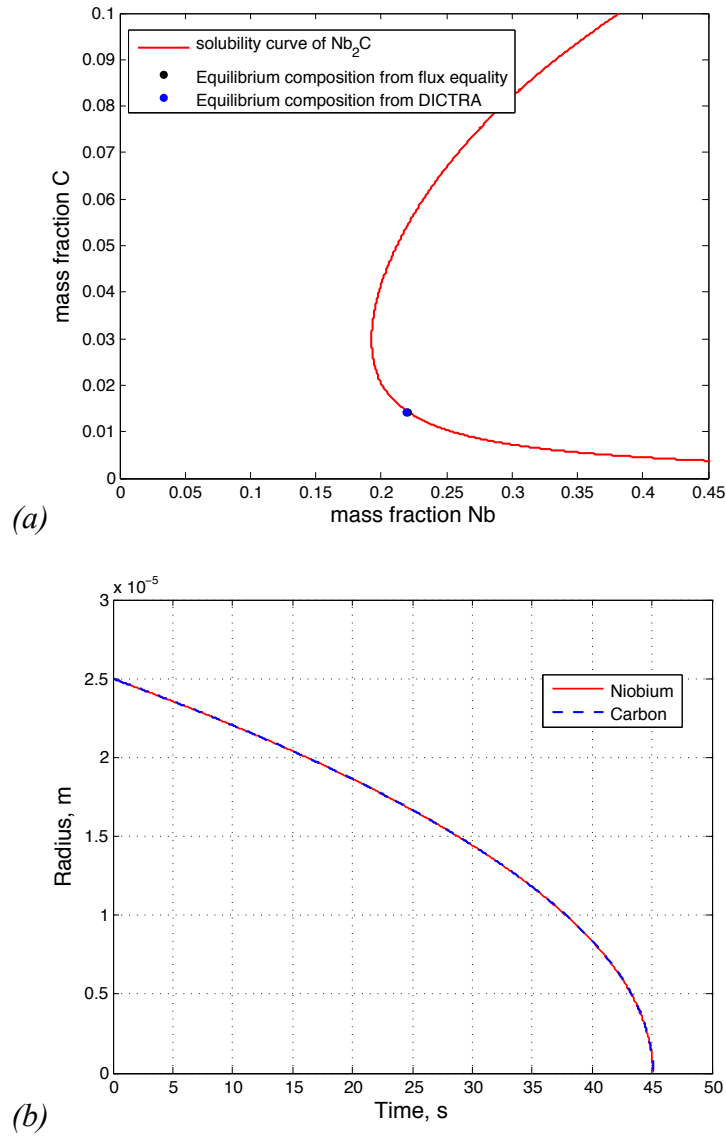 0.1
0.09
0.08
0.07
0.06
0.05
0.04
0.03
0.02
0.01
0
mass fraction C
solubility curve of Nb₂C
Equilibrium composition from flux equality
Equilibrium composition from DICTRA
0 0.05 0.1 0.15 0.2 0.25 0.3 0.35 0.4 0.45
mass fraction Nb
(a)
x 10⁻⁵
3
2.5
2
1.5
1
0.5
0
Radius, m
Niobium
Carbon
0 5 10 15 20 25 30 35 40 45 50
Time, s
(b)